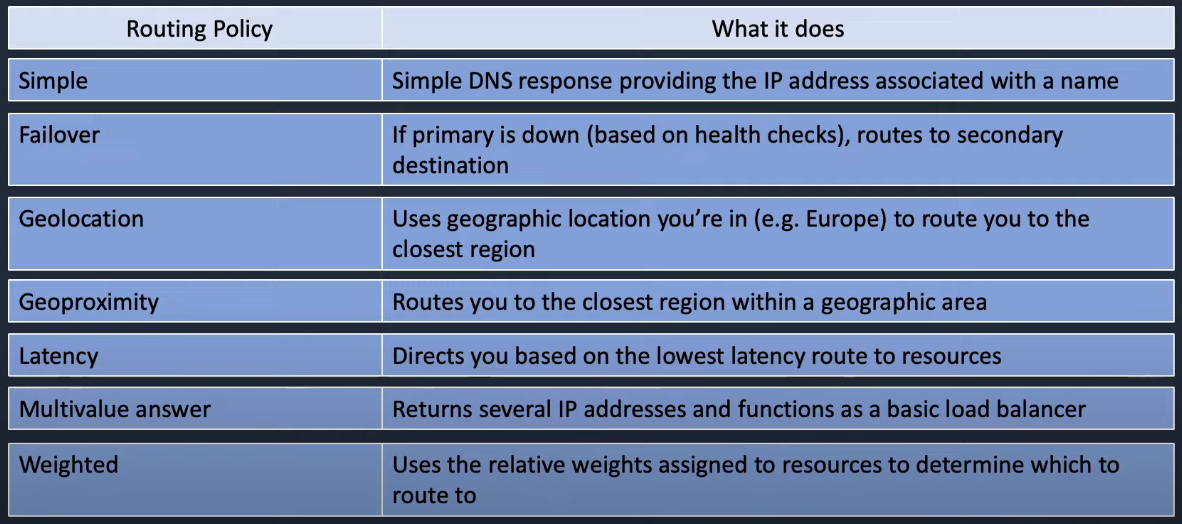 Routing Policy What it does
Simple Simple DNS response providing the IP address associated with a name
Failover If primary is down (based on health checks), routes to secondary
destination
Geolocation Uses geographic location you’re in (e.g. Europe) to route you to the
closest region
Geoproximity Routes you to the closest region within a geographic area
Latency Directs you based on the lowest latency route to resources
Multivalue answer Returns several IP addresses and functions as a basic load balancer
Weighted Uses the relative weights assigned to resources to determine which to
route to